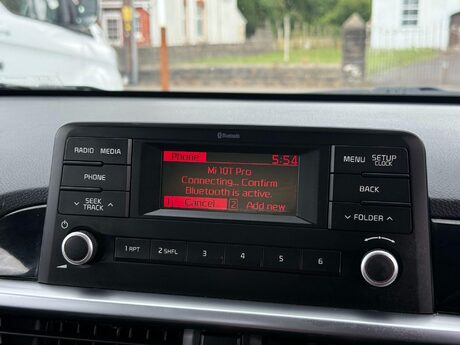 Bluetooth
RADIO MEDIA
PHONE
SEEK
TRACK
Phone 5:54
Mi 10T Pro
Connecting... Confirm
Bluetooth is active.
1 Cancel 2 Add new
MENU SETUP
CLOCK
BACK
FOLDER
1 RPT 2 SHFL 3 4 5 6